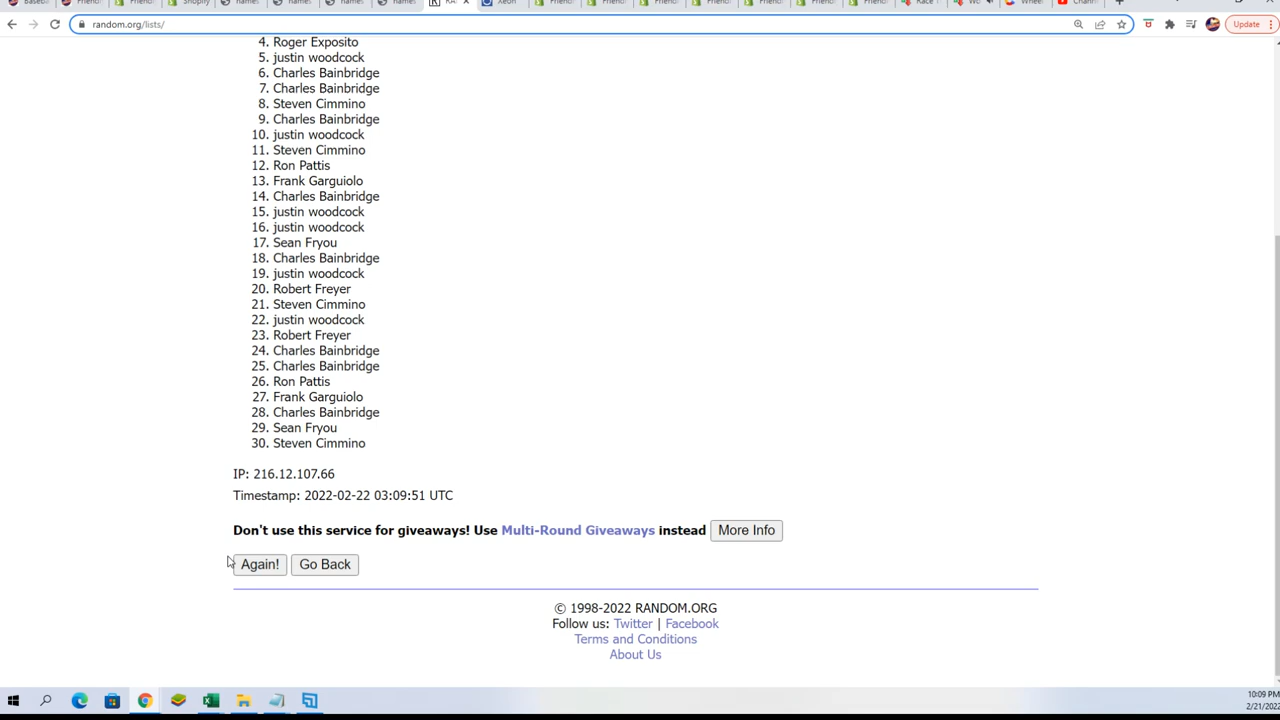 Shopify
names
names
names
names
Xeon
random.org/lists/
Update
4. Roger Exposito
5. justin woodcock
6. Charles Bainbridge
7. Charles Bainbridge
8. Steven Cimmino
9. Charles Bainbridge
10. justin woodcock
11. Steven Cimmino
12. Ron Pattis
13. Frank Garguiolo
14. Charles Bainbridge
15. justin woodcock
16. justin woodcock
17. Sean Fryou
18. Charles Bainbridge
19. justin woodcock
20. Robert Freyer
21. Steven Cimmino
22. justin woodcock
23. Robert Freyer
24. Charles Bainbridge
25. Charles Bainbridge
26. Ron Pattis
27. Frank Garguiolo
28. Charles Bainbridge
29. Sean Fryou
30. Steven Cimmino
IP: 216.12.107.66
Timestamp: 2022-02-22 03:09:51 UTC
Don't use this service for giveaways! Use Multi-Round Giveaways instead More Info
Again! Go Back
© 1998-2022 RANDOM.ORG
Follow us: Twitter | Facebook
Terms and Conditions
About Us
10:09 PM
2/21/2022